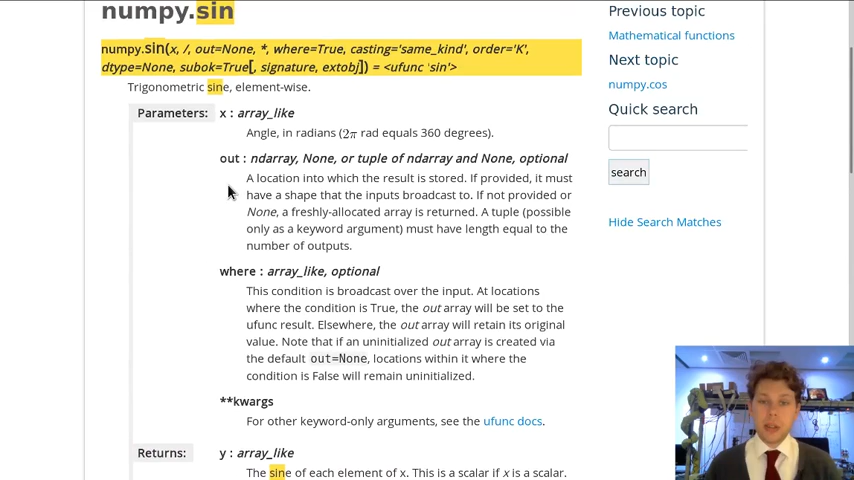 numpy.sin
numpy.sin(x, /, out=None, *, where=True, casting='same_kind', order='K',
dtype=None, subok=True[, signature, extobj]) = <ufunc 'sin'>
Trigonometric sine, element-wise.
Parameters:
x : array_like
Angle, in radians (2π rad equals 360 degrees).
out : ndarray, None, or tuple of ndarray and None, optional
A location into which the result is stored. If provided, it must
have a shape that the inputs broadcast to. If not provided or
None, a freshly-allocated array is returned. A tuple (possible
only as a keyword argument) must have length equal to the
number of outputs.
where : array_like, optional
This condition is broadcast over the input. At locations
where the condition is True, the out array will be set to the
ufunc result. Elsewhere, the out array will retain its original
value. Note that if an uninitialized out array is created via
the default out=None, locations within it where the
condition is False will remain uninitialized.
**kwargs
For other keyword-only arguments, see the ufunc docs.
Returns:
y : array_like
The sine of each element of x. This is a scalar if x is a scalar.
Previous topic
Mathematical functions
Next topic
numpy.cos
Quick search
search
Hide Search Matches